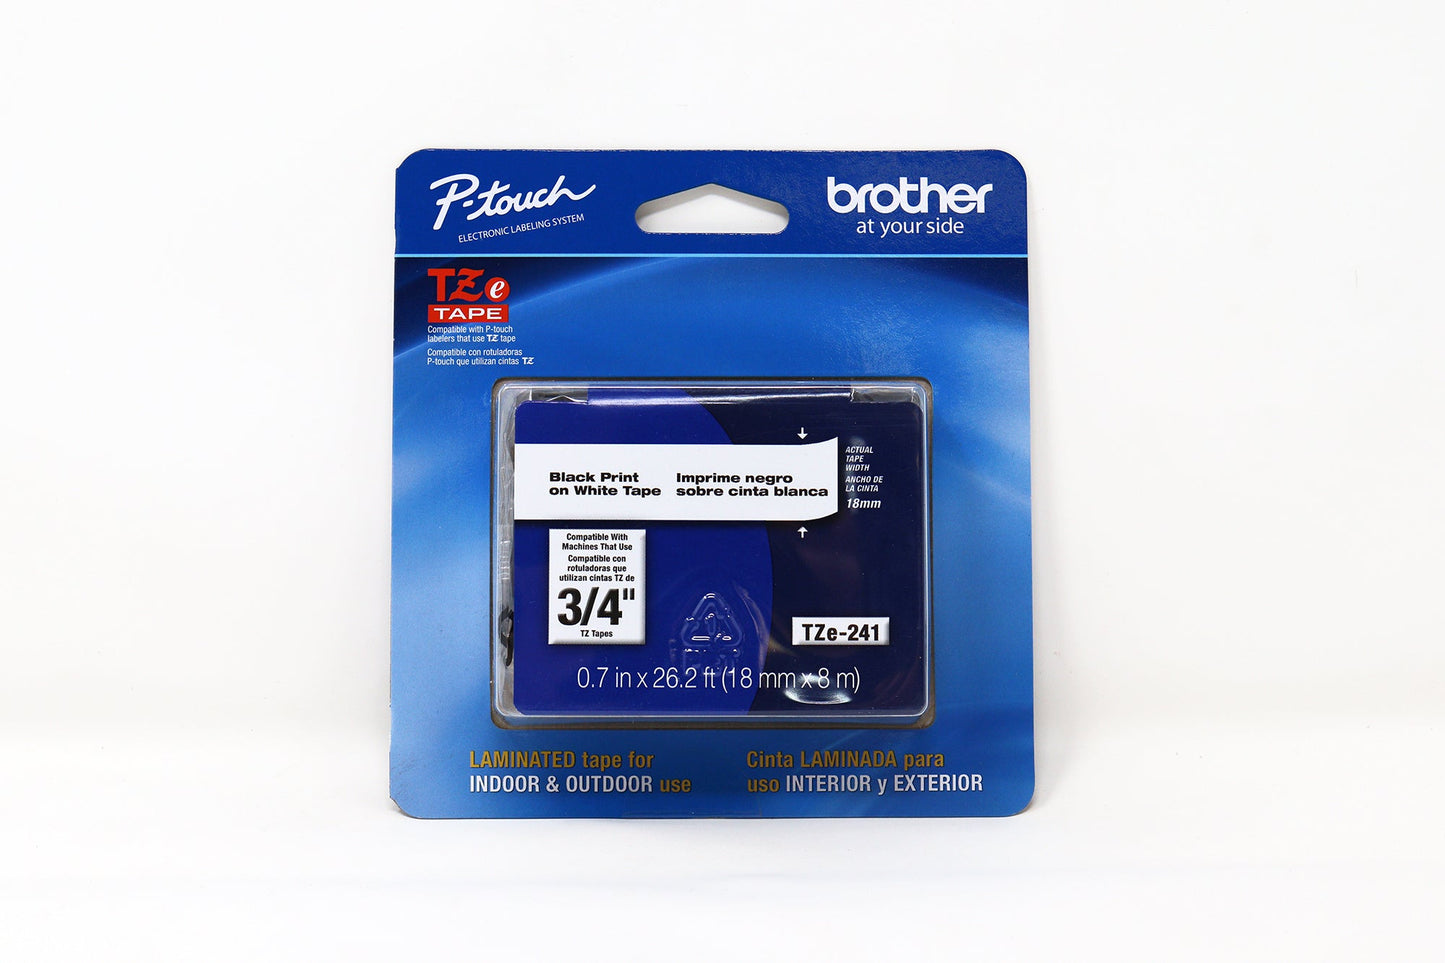 P-touch
ELECTRONIC LABELING SYSTEM
brother
at your side
TZe
TAPE
Compatible with P-touch
labelers that use TZ tape
Compatible con rotuladoras
P-touch que utilizan cintas TZ
Black Print
on White Tape
Imprime negro
sobre cinta blanca
ACTUAL
TAPE
WIDTH
ANCHO DE
LA CINTA
18mm
Compatible With
Machines That Use
Compatible con
rotuladoras que
utilizan cintas TZ de
3/4"
TZ Tapes
TZe-241
0.7 in x 26.2 ft (18 mm x 8 m)
LAMINATED tape for
INDOOR & OUTDOOR use
Cinta LAMINADA para
uso INTERIOR y EXTERIOR